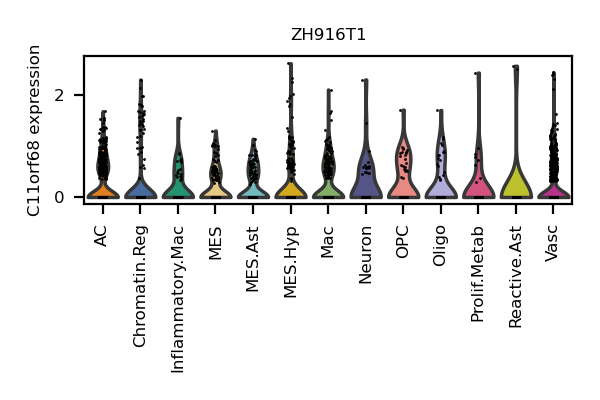 ZH916T1
C11orf68 expression
2
0
AC
Chromatin.Reg
Inflammatory.Mac
MES
MES.Ast
MES.Hyp
Mac
Neuron
OPC
Oligo
Prolif.Metab
Reactive.Ast
Vasc